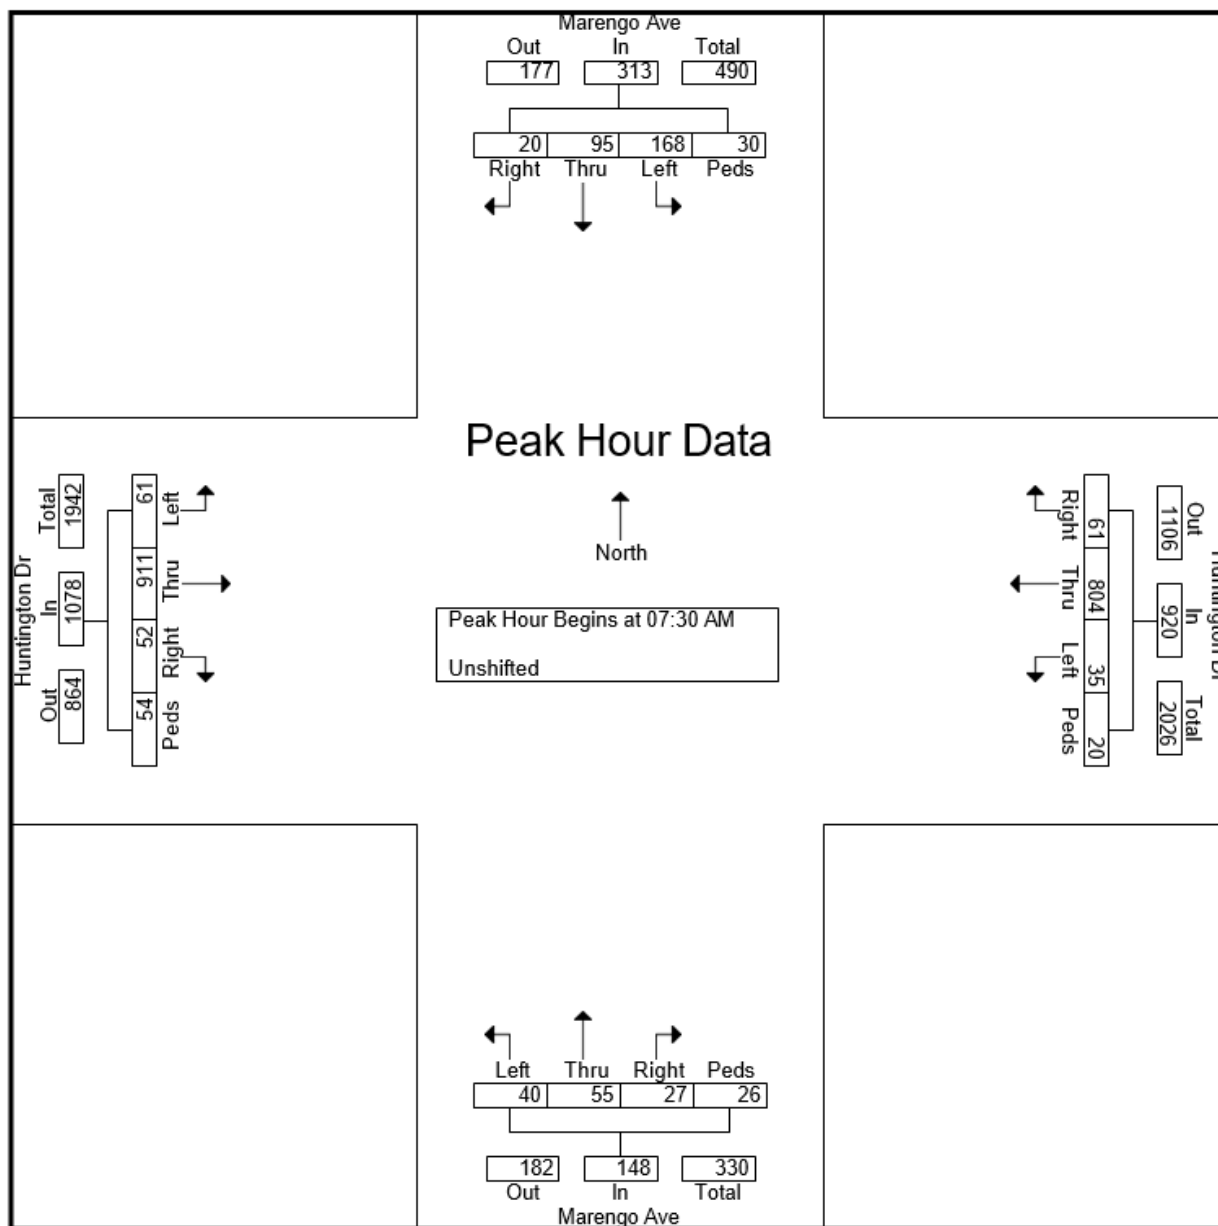 Marengo Ave
Out In Total
177 313 490
20 95 168 30
Right Thru Left Peds
Peak Hour Data
North
Peak Hour Begins at 07:30 AM
Unshifted
Huntington Dr
Total In Out
1942 1078 864
61 911 52 54
Left Thru Right Peds
Right Thru Left Peds
61 804 35 20
1106 920 2026
Out In Total
Huntington Dr
Left Thru Right Peds
40 55 27 26
182 148 330
Out In Total
Marengo Ave